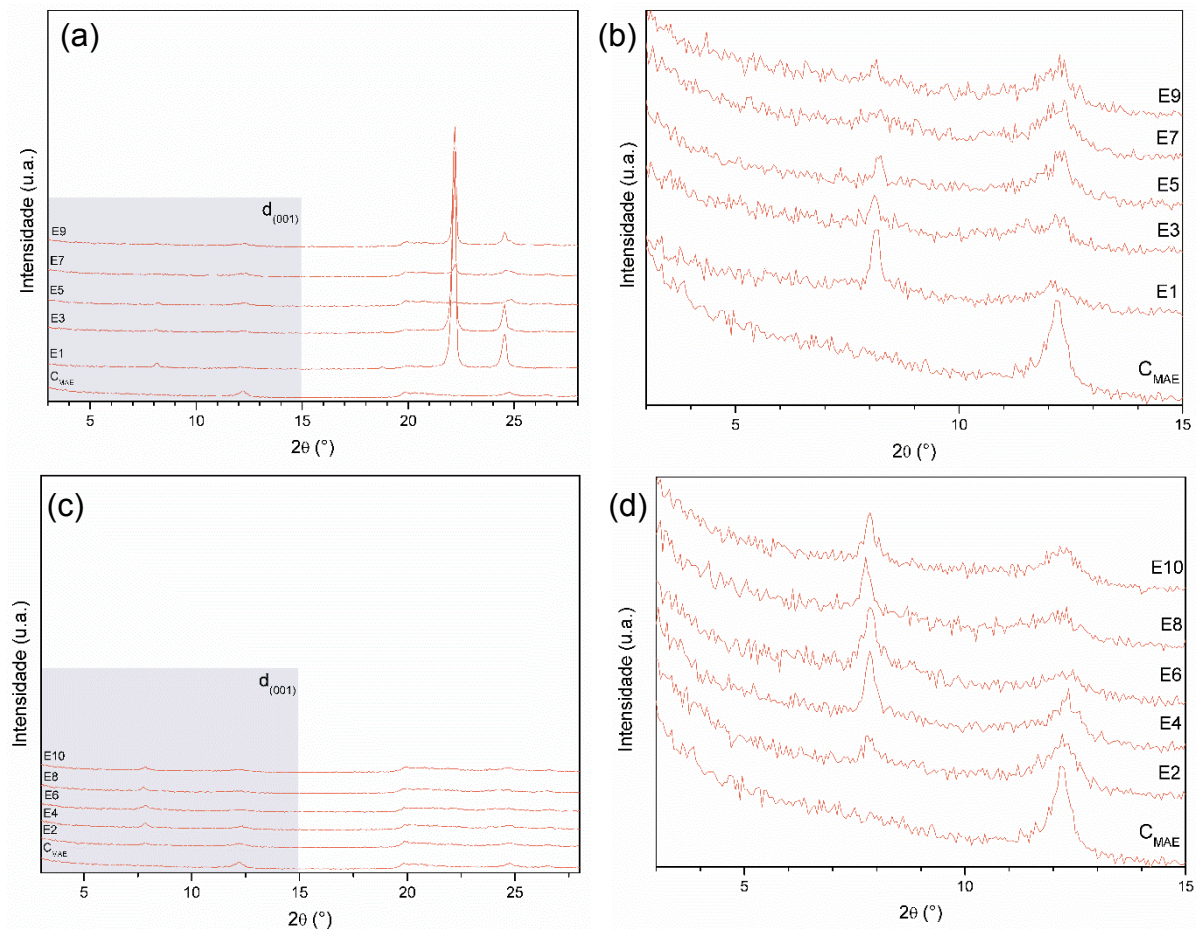 (a)
Intensidade (u.a.)
d(001)
E9
E7
E5
E3
E1
CMAE
5 10 15 20 25
2θ (°)
(b)
Intensidade (u.a.)
E9
E7
E5
E3
E1
CMAE
5 10 15
2θ (°)
(c)
Intensidade (u.a.)
d(001)
E10
E8
E6
E4
E2
CMAE
5 10 15 20 25
2θ (°)
(d)
Intensidade (u.a.)
E10
E8
E6
E4
E2
CMAE
5 10 15
2θ (°)